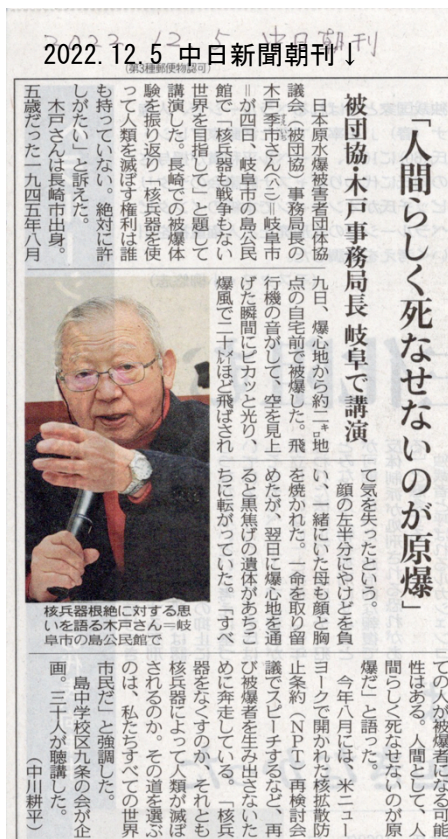 2022 12 5 中日朝刊
2022.12.5 中日新聞朝刊↓
(第3種郵便物認可)
「人間らしく死なせないのが原爆」
被団協・木戸事務局長 岐阜で講演
日本原水爆被害者団体協
議会(被団協)事務局長の
木戸季市さん(八二)=岐阜市
=が四日、岐阜市の島公民
館で「核兵器も戦争もない
世界を目指して」と題して
講演した。長崎での被爆体
験を振り返り「核兵器を使
って人類を滅ぼす権利は誰
も持っていない。絶対に許
しがたい」と訴えた。
木戸さんは長崎市出身。
五歳だった一九四五年八月
九日、爆心地から約二㌔地
点の自宅前で被爆した。飛
行機の音がして、空を見上
げた瞬間にピカッと光り、
爆風で二十㍍ほど飛ばされ
て気を失ったという。
顔の左半分にやけどを負
い、一緒にいた母も顔と胸
を焼かれた。一命を取り留
めたが、翌日に爆心地を通
ると黒焦げの遺体があちこ
ちに転がっていた。「すべ
ての人が被爆者になる可能
性はある。人間として、人
間らしく死なせないのが原
爆だ」と語った。
今年八月には、米ニュー
ヨークで開かれた核拡散防
止条約(NPT)再検討会
議でスピーチするなど、再
び被爆者を生み出さないた
めに奔走している。「核兵
器をなくすのか、それとも
核兵器によって人類が滅ぼ
されるのか。その道を選ぶ
のは、私たちすべての世界
市民だ」と強調した。
島中学校区九条の会が企
画。三十人が聴講した。
(中川耕平)
核兵器根絶に対する思
いを語る木戸さん=岐
阜市の島公民館で